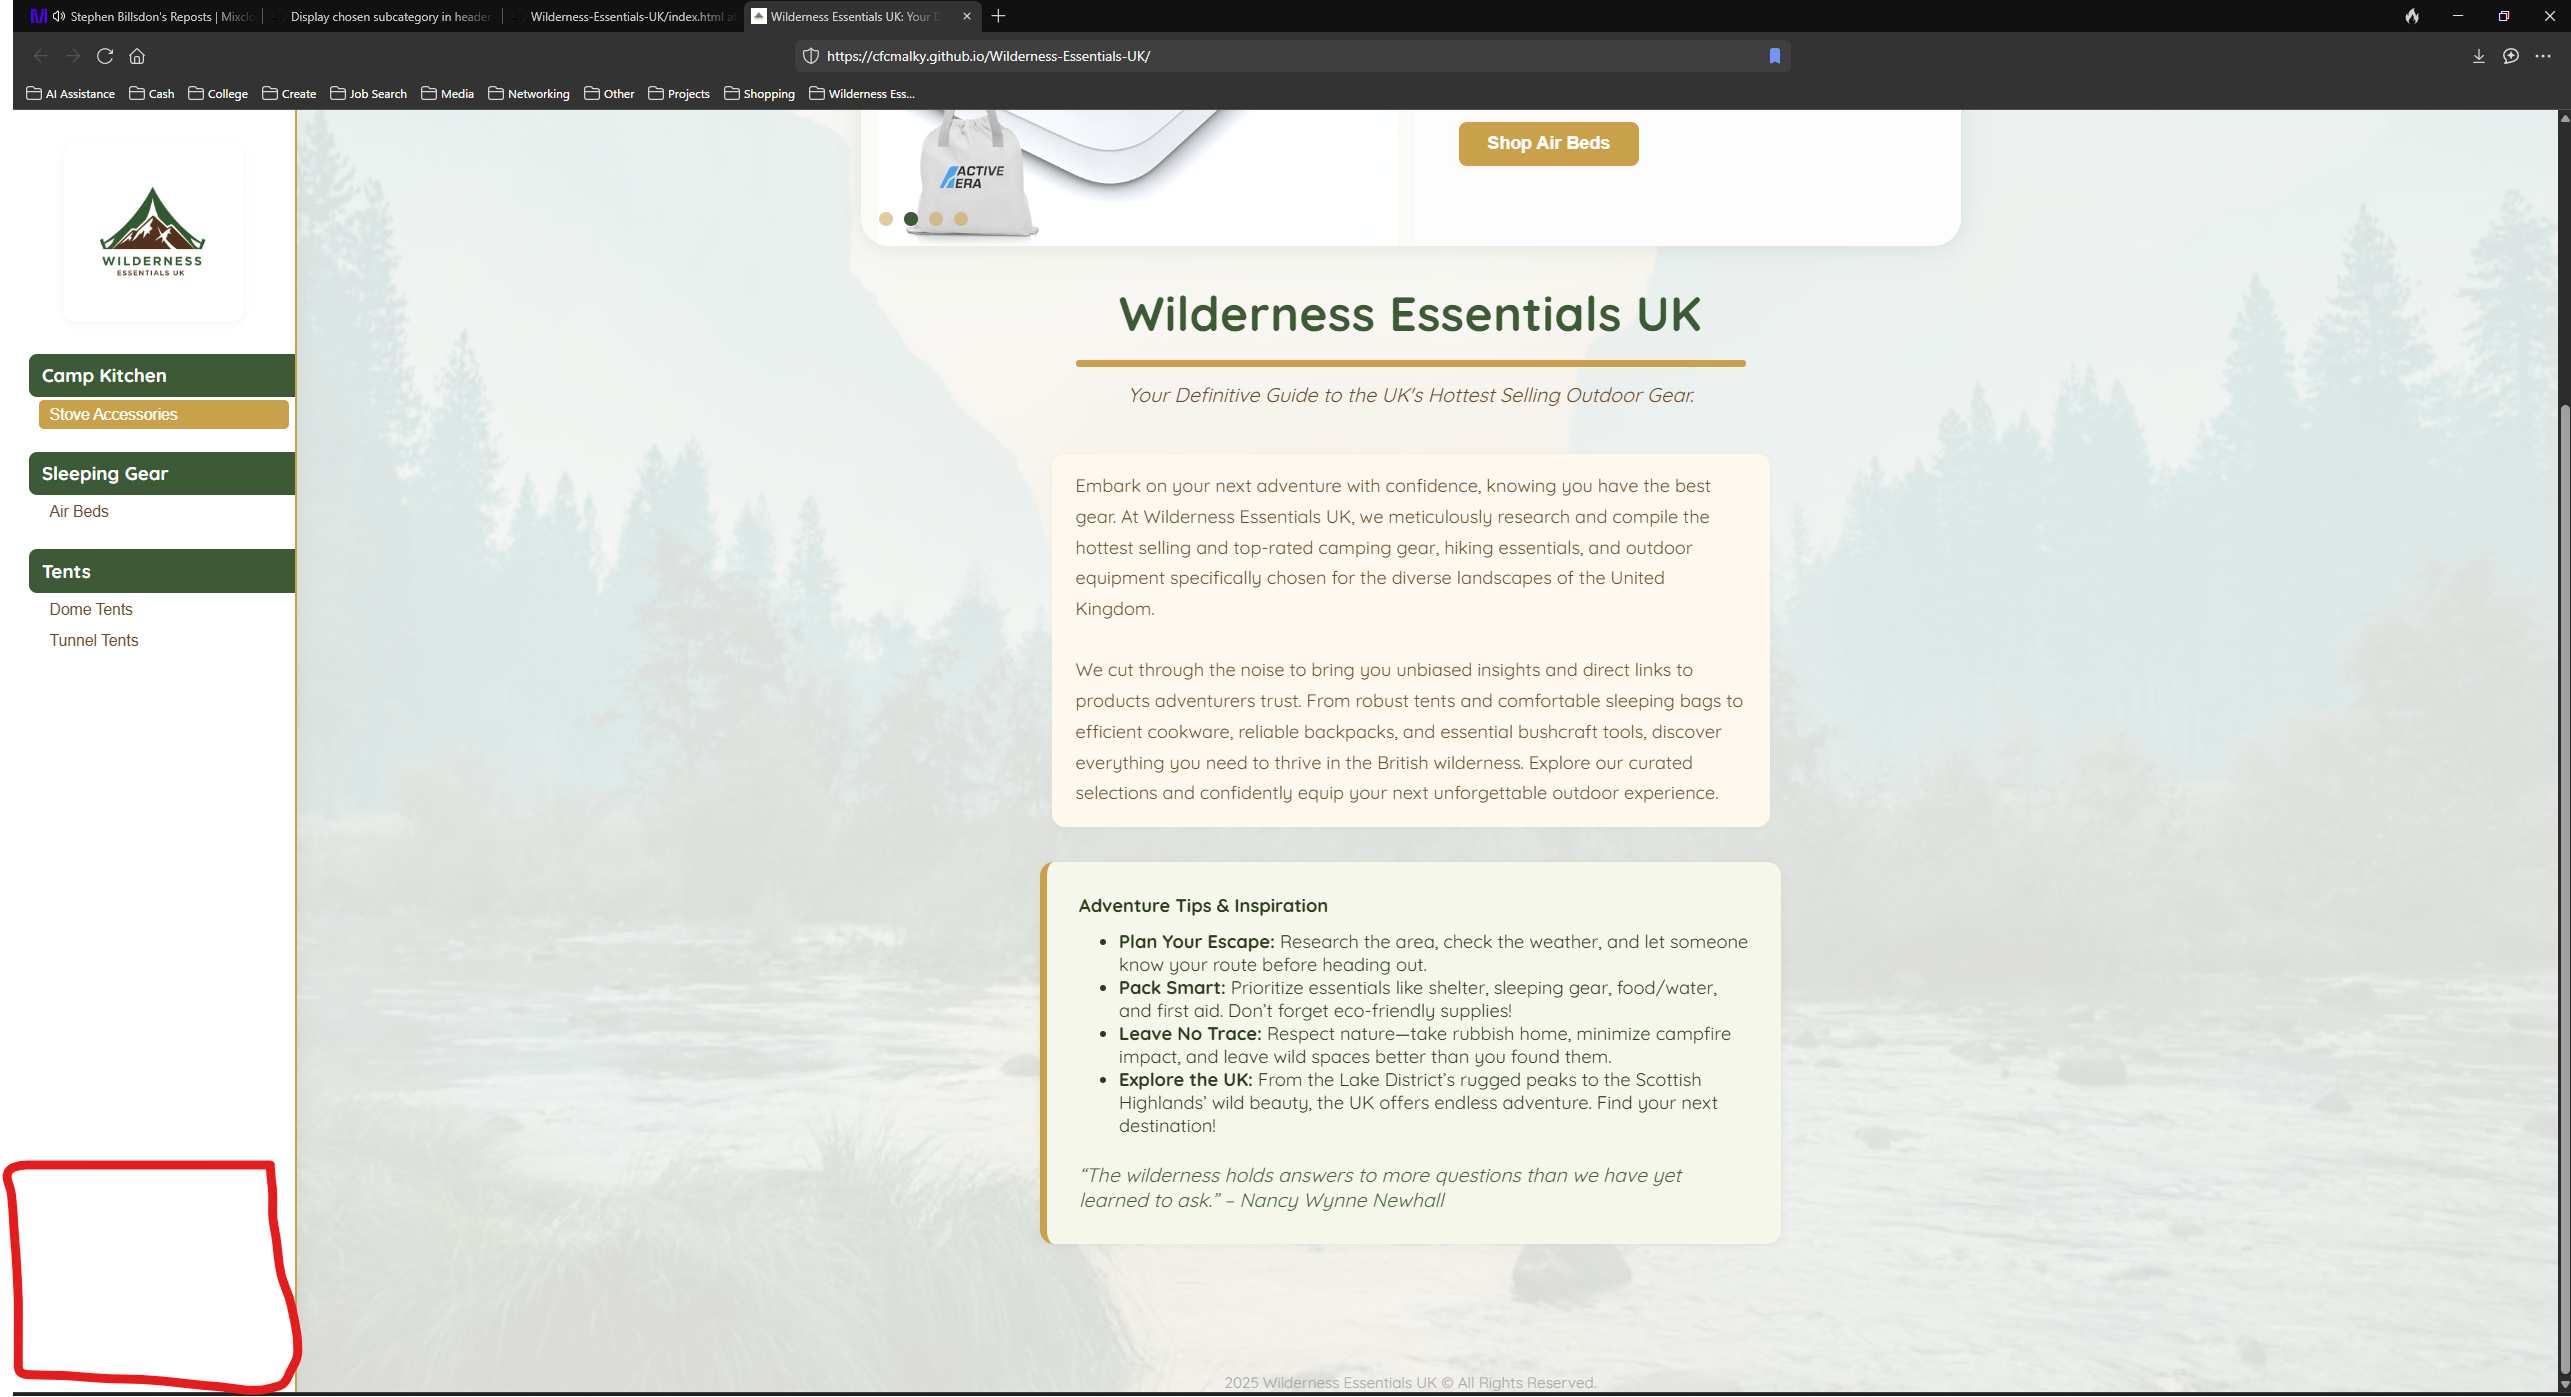 Stephen Billsdon's Reposts | Mixclo
Display chosen subcategory in header
Wilderness-Essentials-UK/index.html a
Wilderness Essentials UK: Your D
https://cfcmalky.github.io/Wilderness-Essentials-UK/
AI Assistance
Cash
College
Create
Job Search
Media
Networking
Other
Projects
Shopping
Wilderness Ess...
WILDERNESS
ESSENTIALS UK
Camp Kitchen
Stove Accessories
Sleeping Gear
Air Beds
Tents
Dome Tents
Tunnel Tents
ACTIVE
ERA
Shop Air Beds
Wilderness Essentials UK
Your Definitive Guide to the UK's Hottest Selling Outdoor Gear.
Embark on your next adventure with confidence, knowing you have the best
gear. At Wilderness Essentials UK, we meticulously research and compile the
hottest selling and top-rated camping gear, hiking essentials, and outdoor
equipment specifically chosen for the diverse landscapes of the United
Kingdom.
We cut through the noise to bring you unbiased insights and direct links to
products adventurers trust. From robust tents and comfortable sleeping bags to
efficient cookware, reliable backpacks, and essential bushcraft tools, discover
everything you need to thrive in the British wilderness. Explore our curated
selections and confidently equip your next unforgettable outdoor experience.
Adventure Tips & Inspiration
• Plan Your Escape: Research the area, check the weather, and let someone
know your route before heading out.
• Pack Smart: Prioritize essentials like shelter, sleeping gear, food/water,
and first aid. Don’t forget eco-friendly supplies!
• Leave No Trace: Respect nature—take rubbish home, minimize campfire
impact, and leave wild spaces better than you found them.
• Explore the UK: From the Lake District’s rugged peaks to the Scottish
Highlands’ wild beauty, the UK offers endless adventure. Find your next
destination!
“The wilderness holds answers to more questions than we have yet
learned to ask.” – Nancy Wynne Newhall
2025 Wilderness Essentials UK © All Rights Reserved.